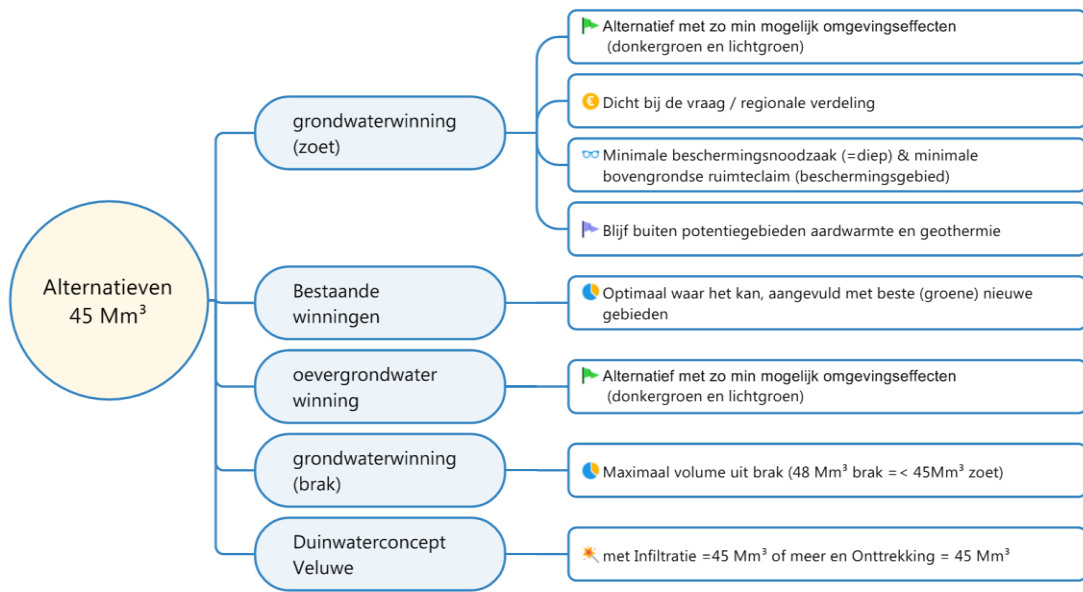 Alternatieven
45 Mm³
grondwaterwinning
(zoet)
Alternatief met zo min mogelijk omgevingseffecten
(donkergroen en lichtgroen)
Dicht bij de vraag / regionale verdeling
Minimale beschermingsnoodzaak (=diep) & minimale
bovengrondse ruimteclaim (beschermingsgebied)
Blijf buiten potentiegebieden aardwarmte en geothermie
Bestaande
winningen
Optimaal waar het kan, aangevuld met beste (groene) nieuwe
gebieden
oevergrondwater
winning
Alternatief met zo min mogelijk omgevingseffecten
(donkergroen en lichtgroen)
grondwaterwinning
(brak)
Maximaal volume uit brak (48 Mm³ brak =< 45Mm³ zoet)
Duinwaterconcept
Veluwe
met Infiltratie =45 Mm³ of meer en Onttrekking = 45 Mm³